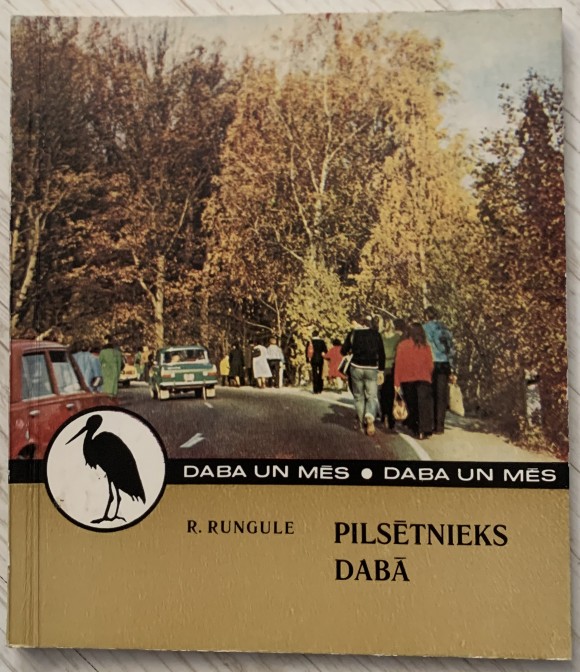 DABA UN MĒS ● DABA UN MĒS
R. RUNGULE
PILSĒTNIEKS
DABĀ